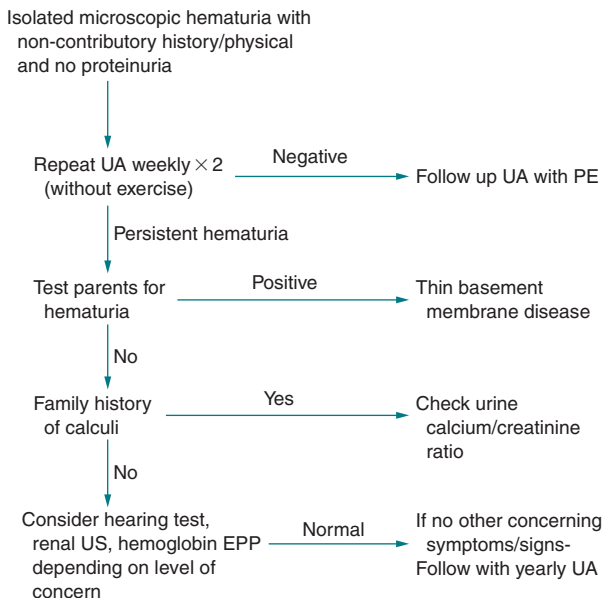 Isolated microscopic hematuria with
non-contributory history/physical
and no proteinuria
Repeat UA weekly × 2
(without exercise)
Negative
Follow up UA with PE
Persistent hematuria
Test parents for
hematuria
Positive
Thin basement
membrane disease
No
Family history
of calculi
Yes
Check urine
calcium/creatinine
ratio
No
Consider hearing test,
renal US, hemoglobin EPP
depending on level of
concern
Normal
If no other concerning
symptoms/signs-
Follow with yearly UA